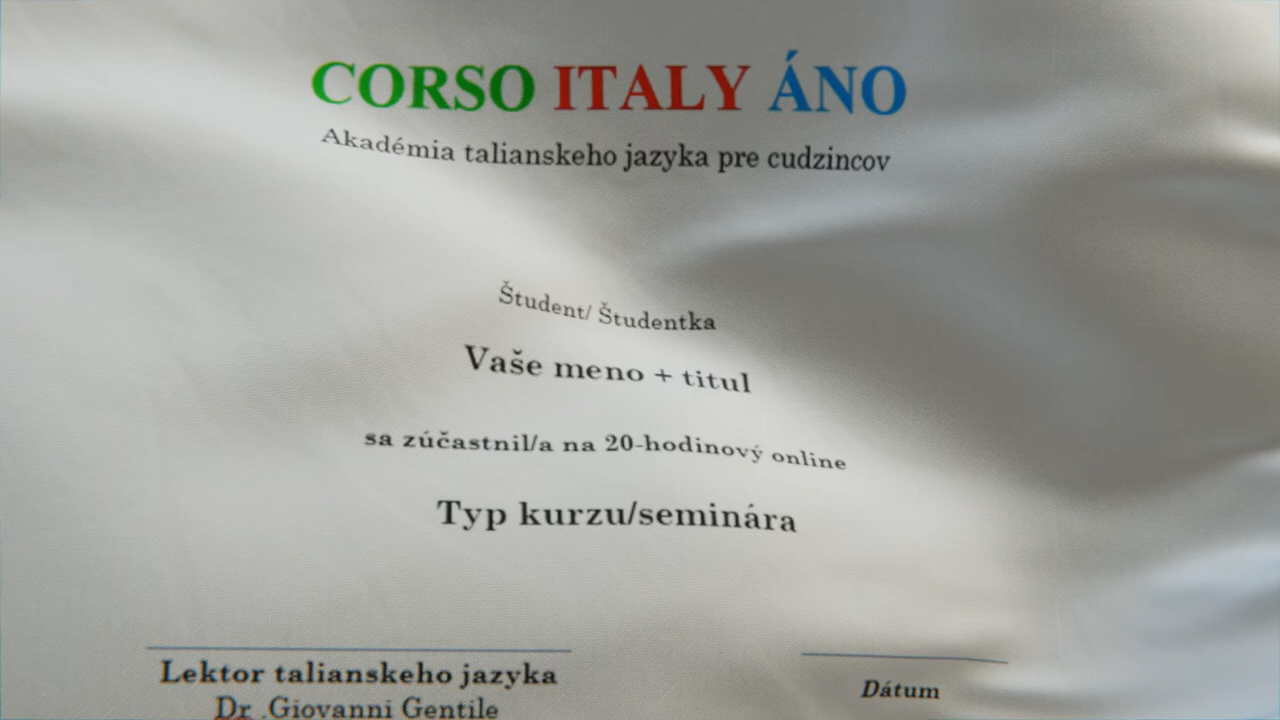 CORSO ITALY ÁNO
Akadémia talianskeho jazyka pre cudzincov
Študent/ Študentka
Vaše meno + titul
sa zúčastnil/a na 20-hodinový online
Typ kurzu/seminára
Lektor talianskeho jazyka
Dátum
Dr .Giovanni Gentile